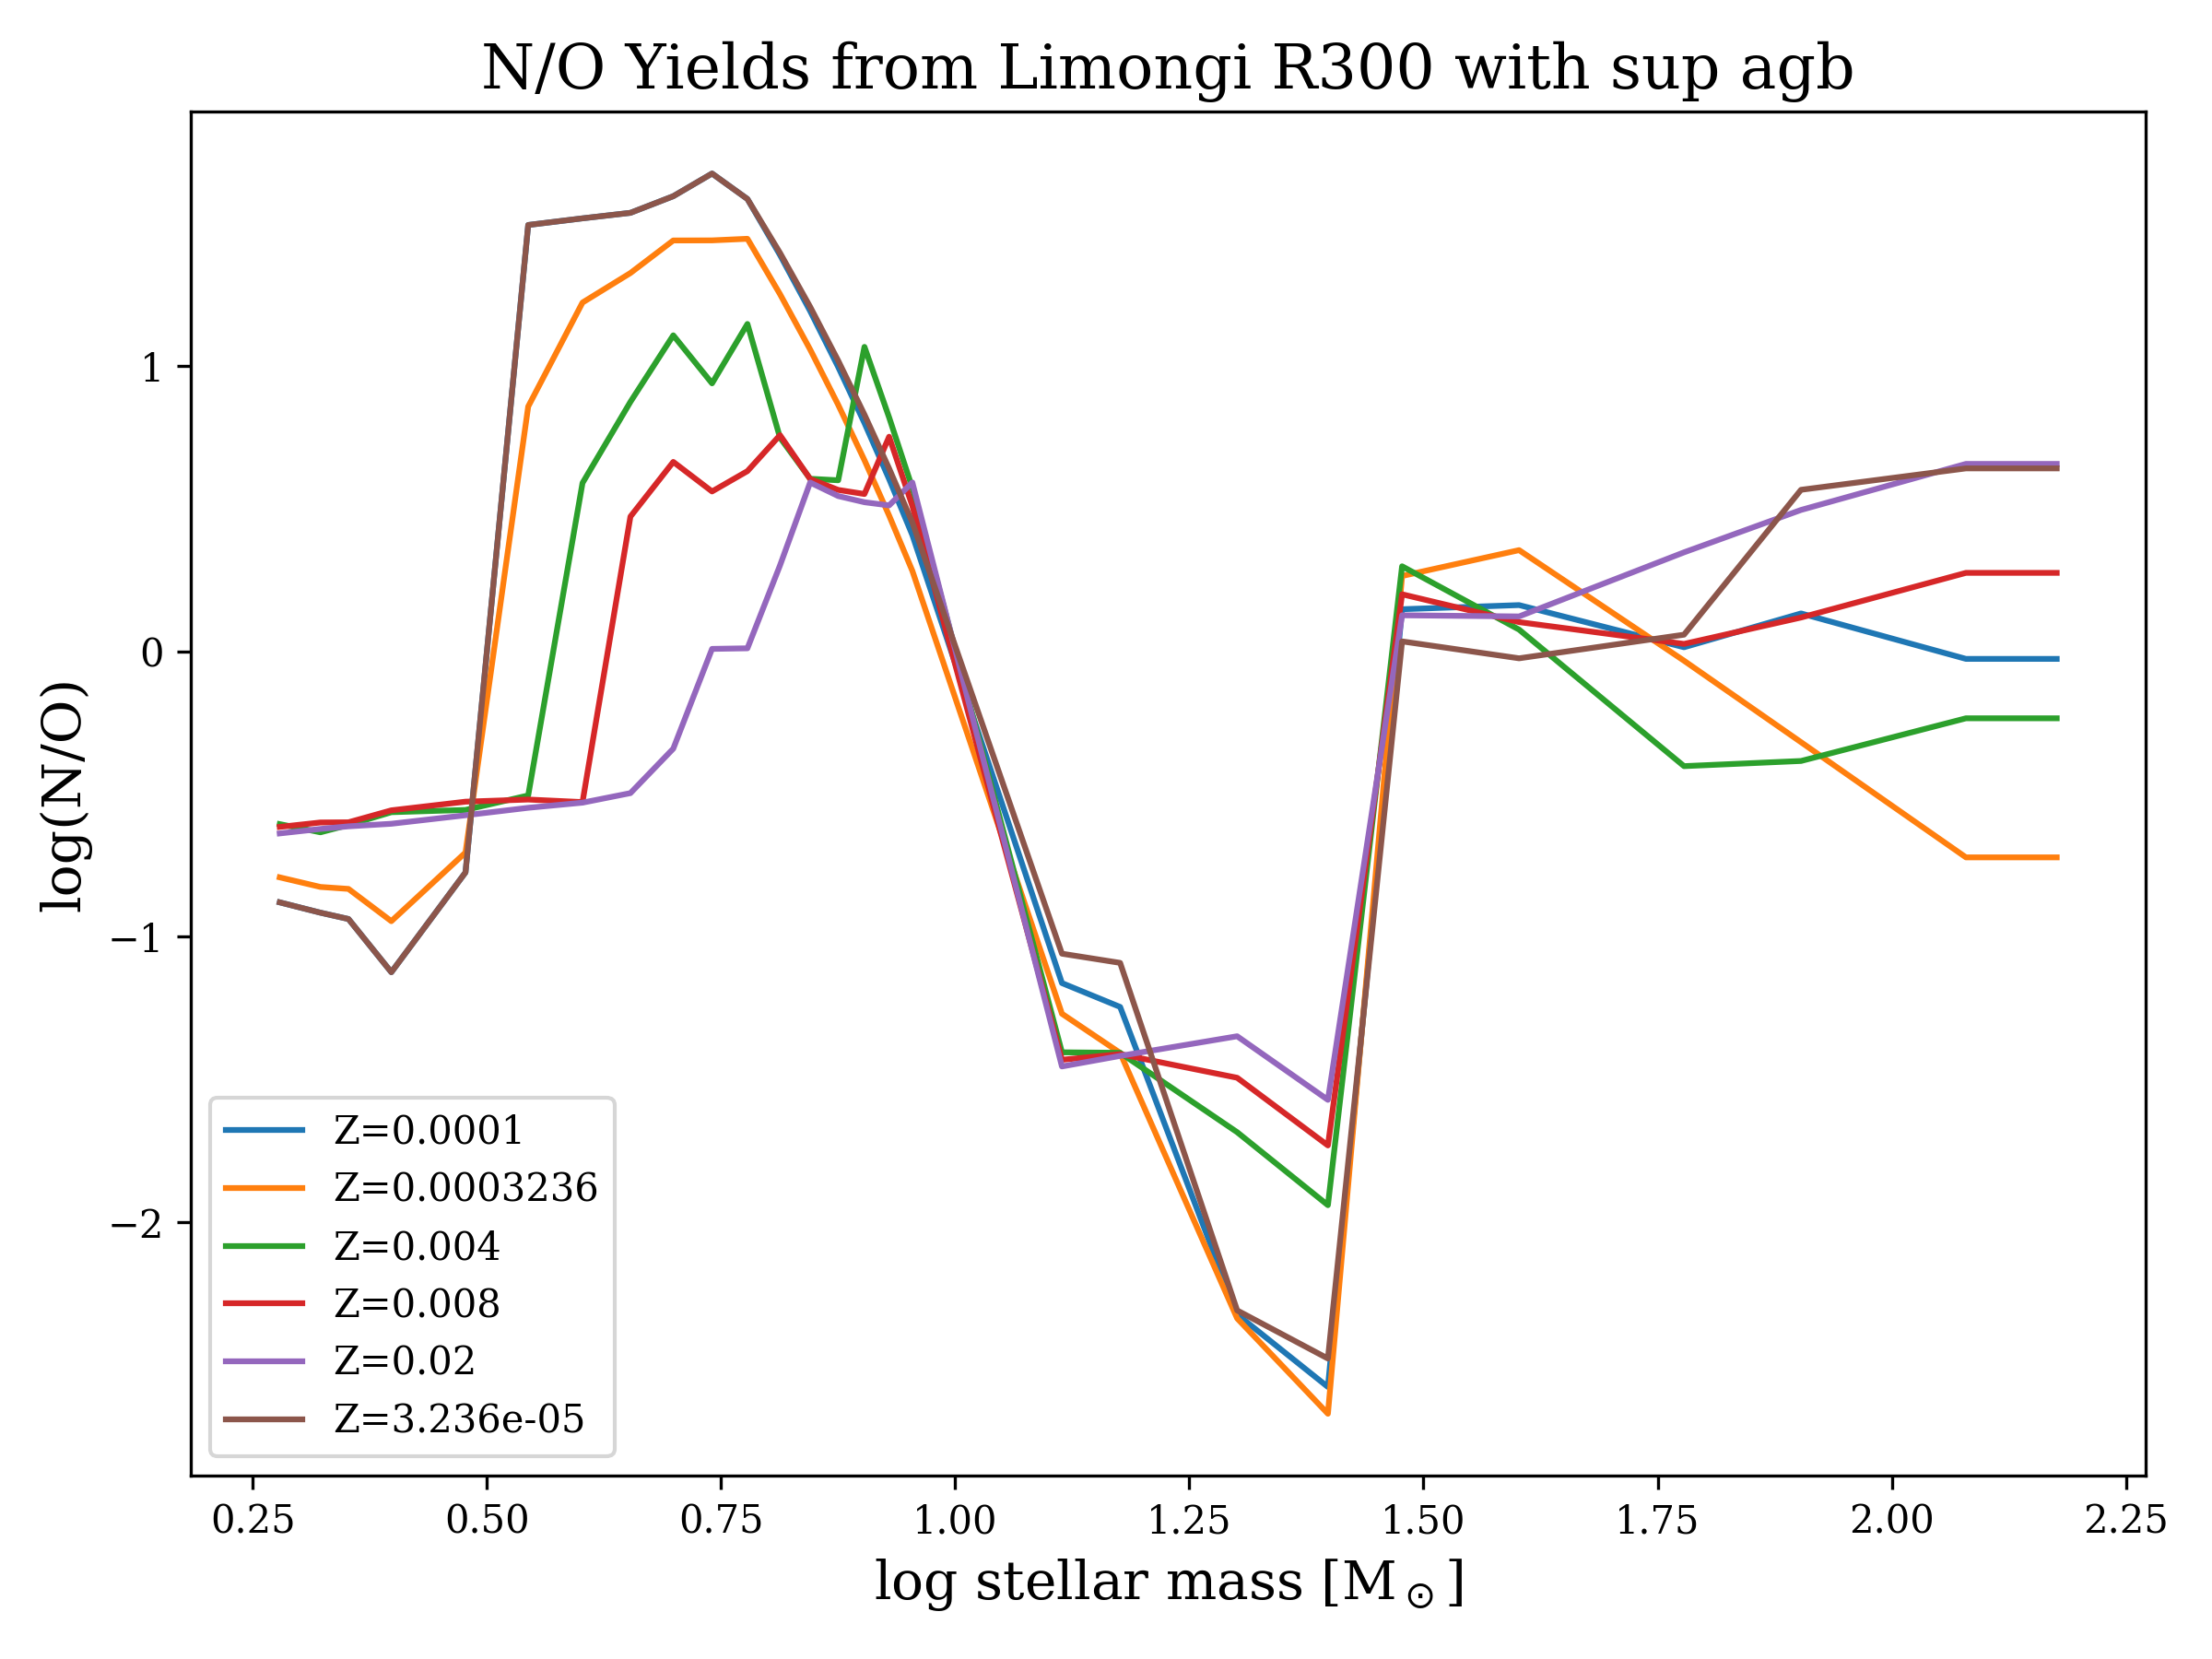 N/O Yields from Limongi R300 with sup agb
log(N/O)
1
0
−1
−2
Z=0.0001
Z=0.0003236
Z=0.004
Z=0.008
Z=0.02
Z=3.236e-05
0.25 0.50 0.75 1.00 1.25 1.50 1.75 2.00 2.25
log stellar mass [M⊙]